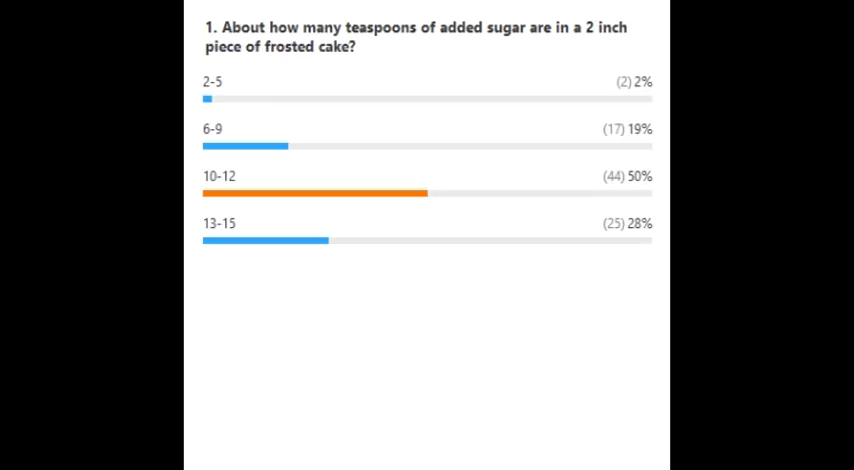 1. About how many teaspoons of added sugar are in a 2 inch
piece of frosted cake?
2-5 (2) 2%
6-9 (17) 19%
10-12 (44) 50%
13-15 (25) 28%